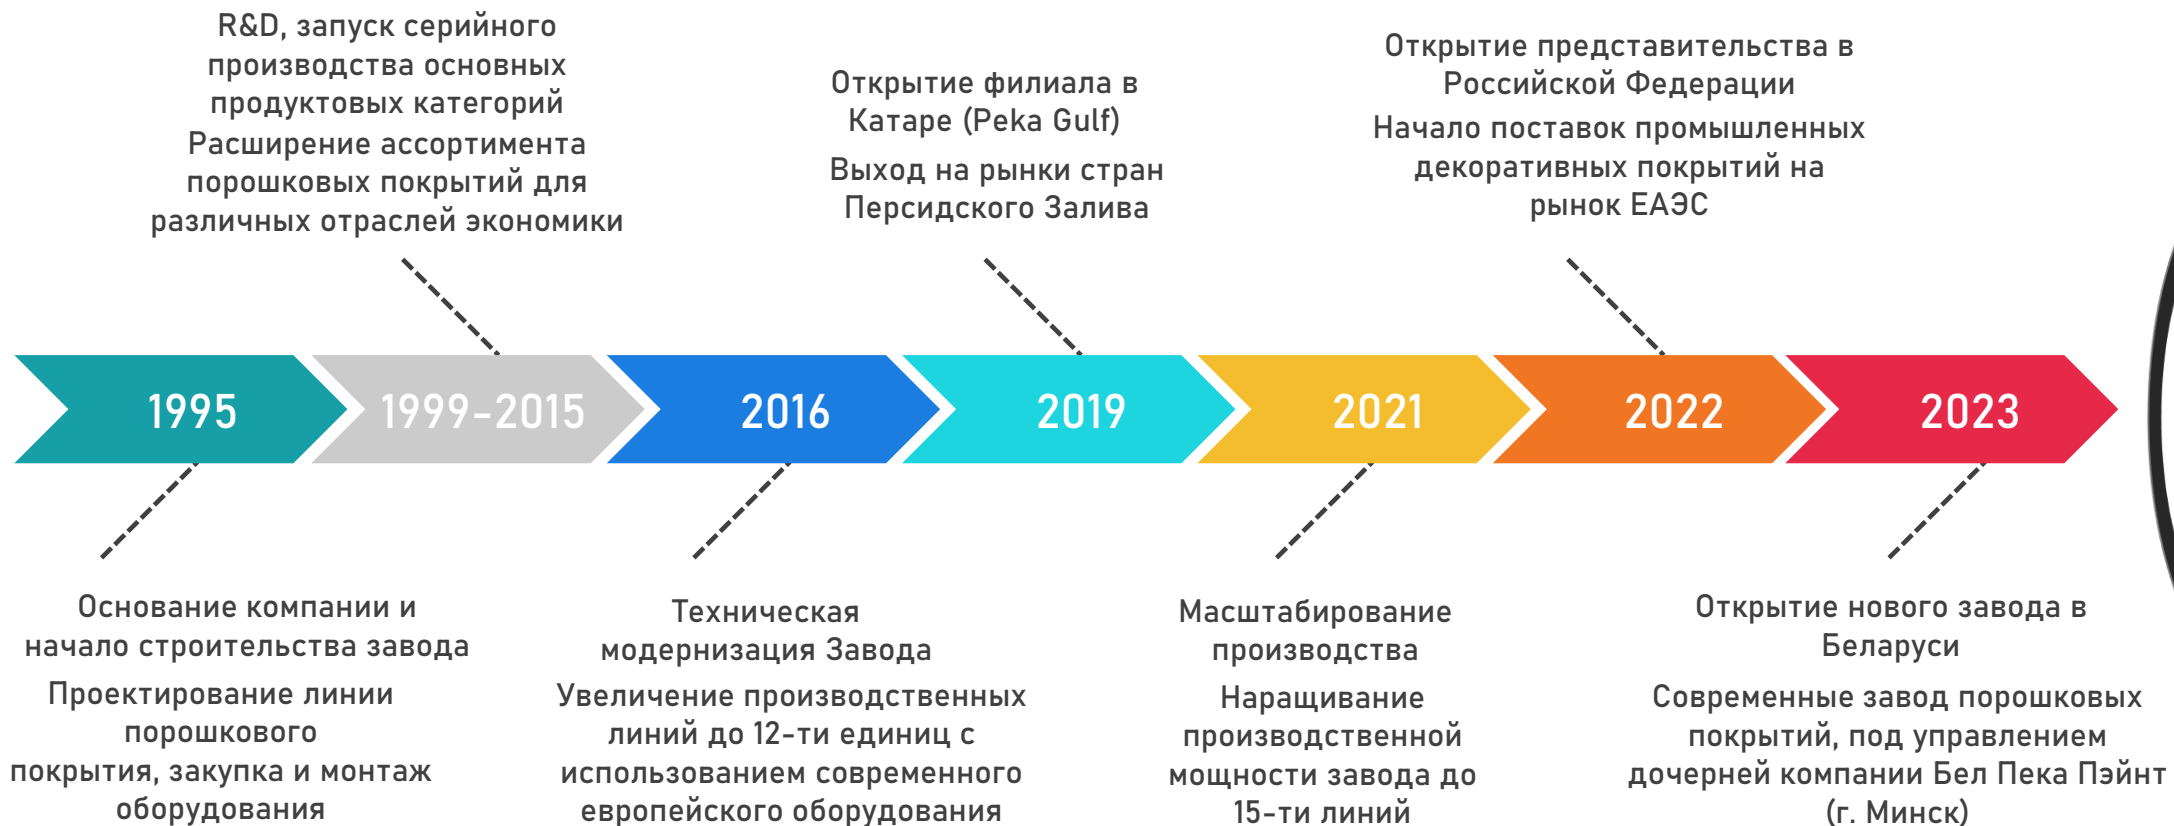 R&D, запуск серийного
производства основных
продуктовых категорий
Расширение ассортимента
порошковых покрытий для
различных отраслей экономики
Открытие филиала в
Катаре (Peka Gulf)
Выход на рынки стран
Персидского Залива
Открытие представительства в
Российской Федерации
Начало поставок промышленных
декоративных покрытий на
рынок ЕАЭС
1995
1999-2015
2016
2019
2021
2022
2023
Основание компании и
начало строительства завода
Проектирование линии
порошкового
покрытия, закупка и монтаж
оборудования
Техническая
модернизация Завода
Увеличение производственных
линий до 12-ти единиц с
использованием современного
европейского оборудования
Масштабирование
производства
Наращивание
производственной
мощности завода до
15-ти линий
Открытие нового завода в
Беларуси
Современные завод порошковых
покрытий, под управлением
дочерней компании Бел Пека Пэйнт
(г. Минск)